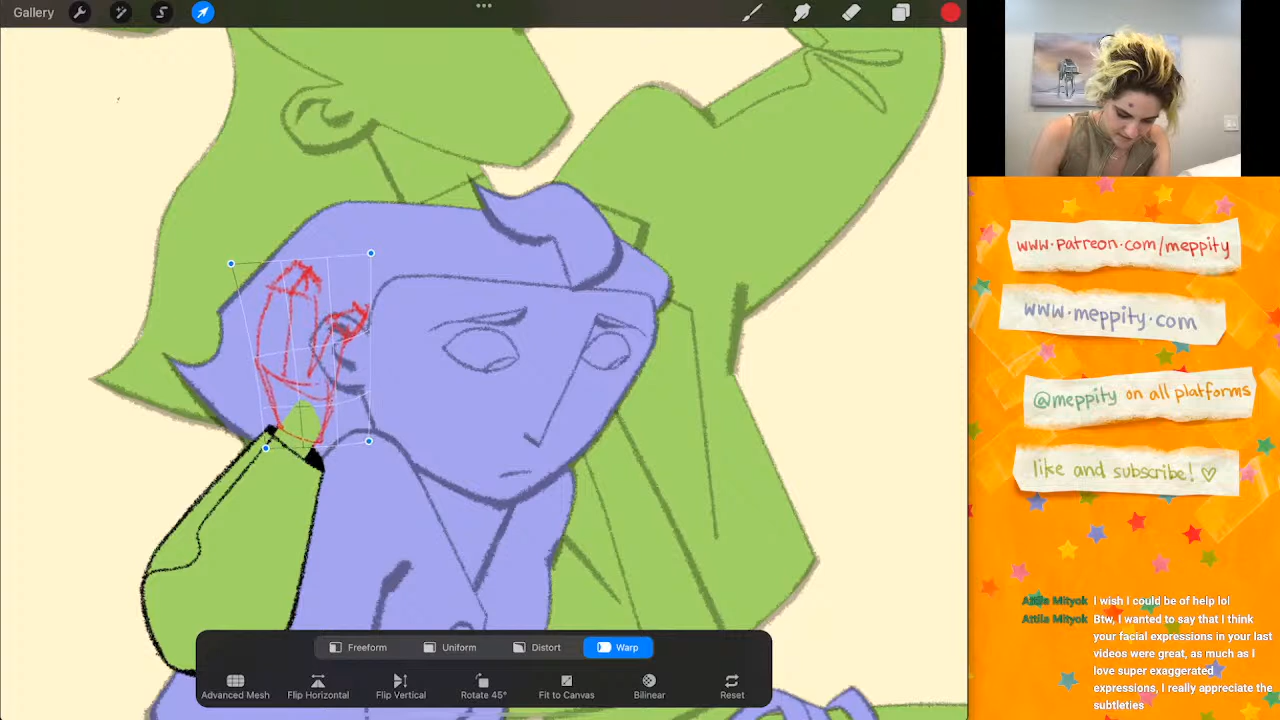 Gallery
www.patreon.com/meppity
www.meppity.com
@meppity on all platforms
like and subscribe! ♡
Attila Mityok I wish I could be of help lol
Attila Mityok Btw, I wanted to say that I think
your facial expressions in your last
videos were great, as much as I
love super exaggerated
expressions, I really appreciate the
subtleties
Freeform Uniform Distort Warp
Advanced Mesh Flip Horizontal Flip Vertical Rotate 45° Fit to Canvas Bilinear Reset